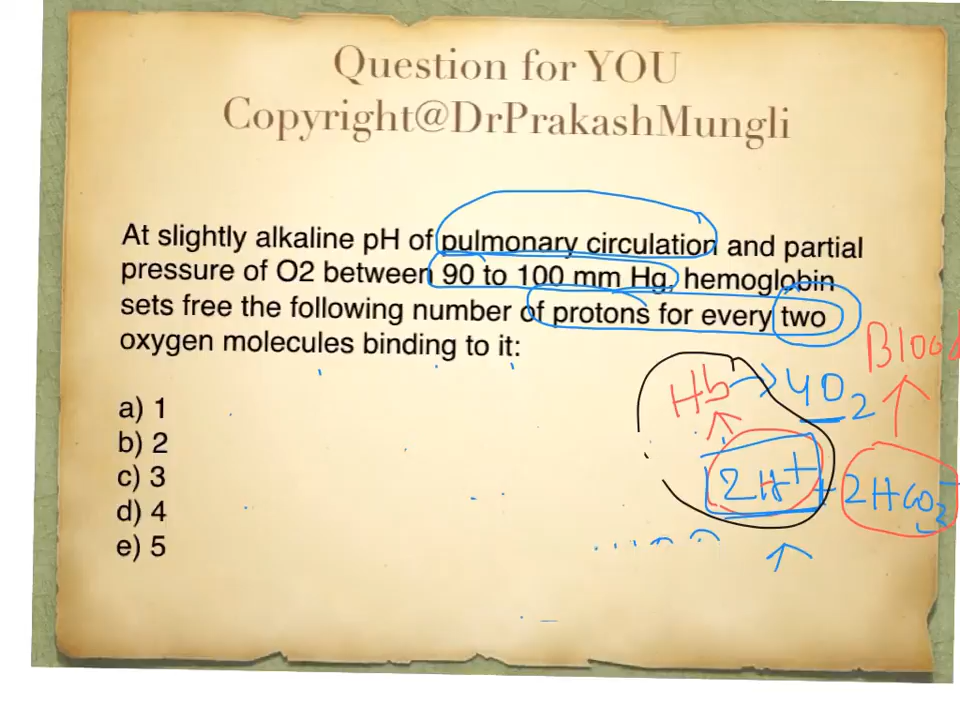 Question for YOU
Copyright@DrPrakashMungli
At slightly alkaline pH of pulmonary circulation and partial
pressure of O2 between 90 to 100 mm Hg, hemoglobin
sets free the following number of protons for every two
oxygen molecules binding to it:
a) 1
b) 2
c) 3
d) 4
e) 5
Blood
Hb → 4O2
2H+ + 2HCO3-